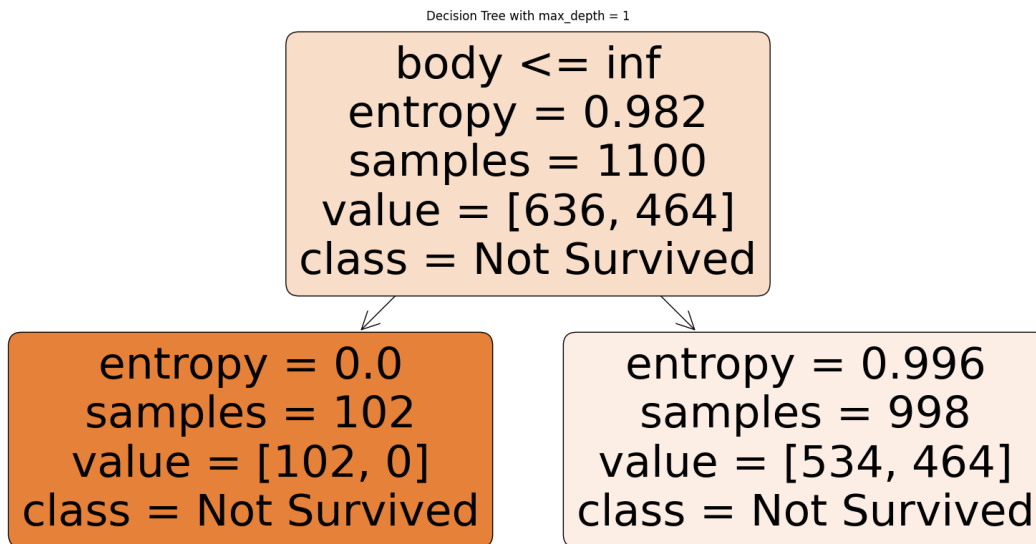 Decision Tree with max_depth = 1
body <= inf
entropy = 0.982
samples = 1100
value = [636, 464]
class = Not Survived
entropy = 0.0
samples = 102
value = [102, 0]
class = Not Survived
entropy = 0.996
samples = 998
value = [534, 464]
class = Not Survived